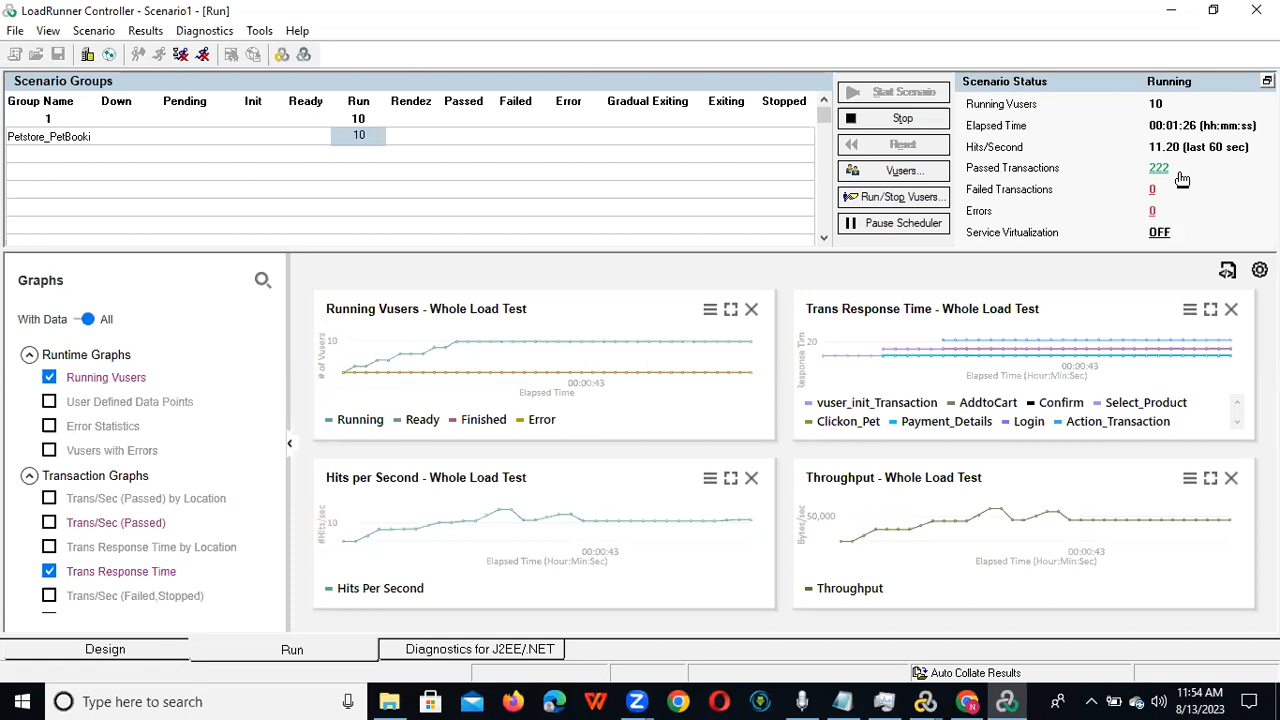 LoadRunner Controller - Scenario1 - [Run]
File View Scenario Results Diagnostics Tools Help
Scenario Groups
Group Name Down Pending Init Ready Run Rendez Passed Failed Error Gradual Exiting Exiting Stopped
1 10
Petstore_PetBooki 10
Start Scenario
Stop
Reset
Vusers...
Run/Stop Vusers...
Pause Scheduler
Scenario Status Running
Running Vusers 10
Elapsed Time 00:01:26 (hh:mm:ss)
Hits/Second 11.20 (last 60 sec)
Passed Transactions 222
Failed Transactions 0
Errors 0
Service Virtualization OFF
Graphs
With Data All
Runtime Graphs
Running Vusers
User Defined Data Points
Error Statistics
Vusers with Errors
Transaction Graphs
Trans/Sec (Passed) by Location
Trans/Sec (Passed)
Trans Response Time by Location
Trans Response Time
Trans/Sec (Failed,Stopped)
Running Vusers - Whole Load Test
# of Vusers
10
00:00:43
Elapsed Time
Running Ready Finished Error
Trans Response Time - Whole Load Test
Response Tim
20
00:00:43
Elapsed Time (Hour:Min:Sec)
vuser_init_Transaction AddtoCart Confirm Select_Product
Clickon_Pet Payment_Details Login Action_Transaction
Hits per Second - Whole Load Test
#Hits/sec
10
00:00:43
Elapsed Time (Hour:Min:Sec)
Hits Per Second
Throughput - Whole Load Test
Bytes/sec
50,000
00:00:43
Elapsed Time (Hour:Min:Sec)
Throughput
Design Run Diagnostics for J2EE/.NET
Auto Collate Results
Type here to search
11:54 AM
8/13/2023